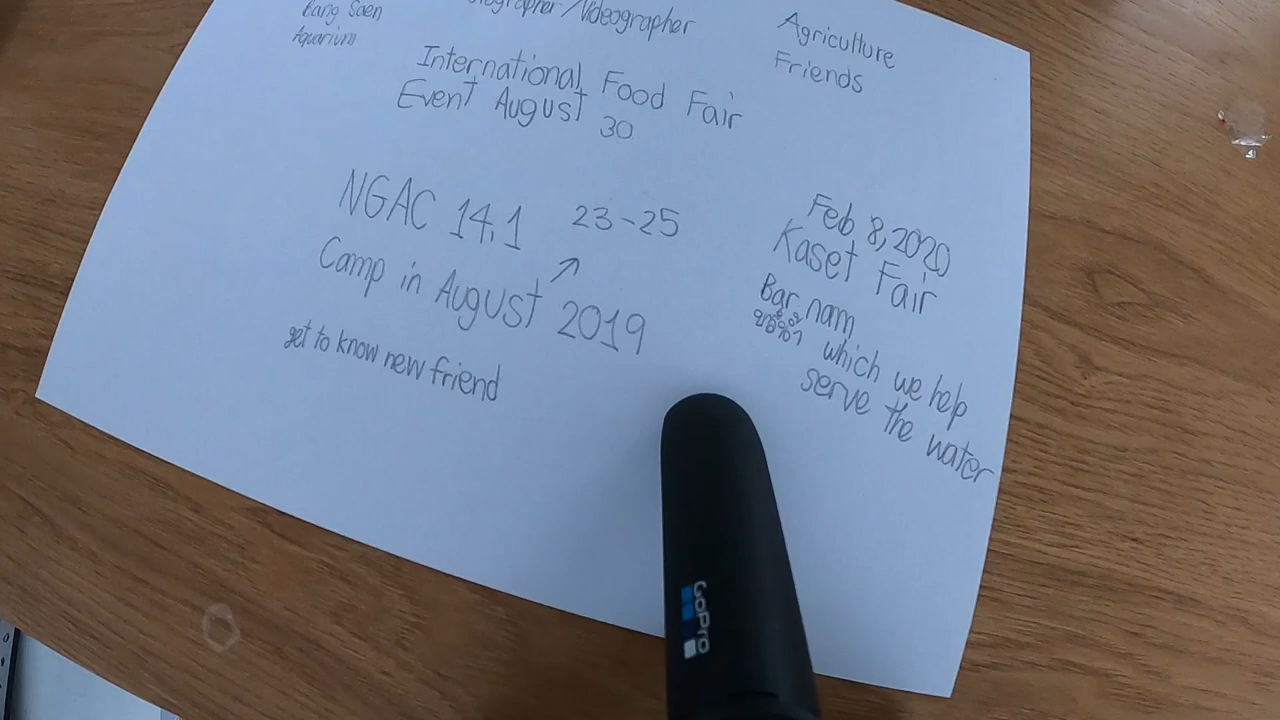 Bang Saen
Aquarium
/Videographer
Agriculture
Friends
International Food Fair
Event August
30
NGAC 14.1 23-25
Camp in August 2019
get to know new friend
Feb 8, 2020
Kaset Fair
Bar nam
which we help
serve the water
GoPro